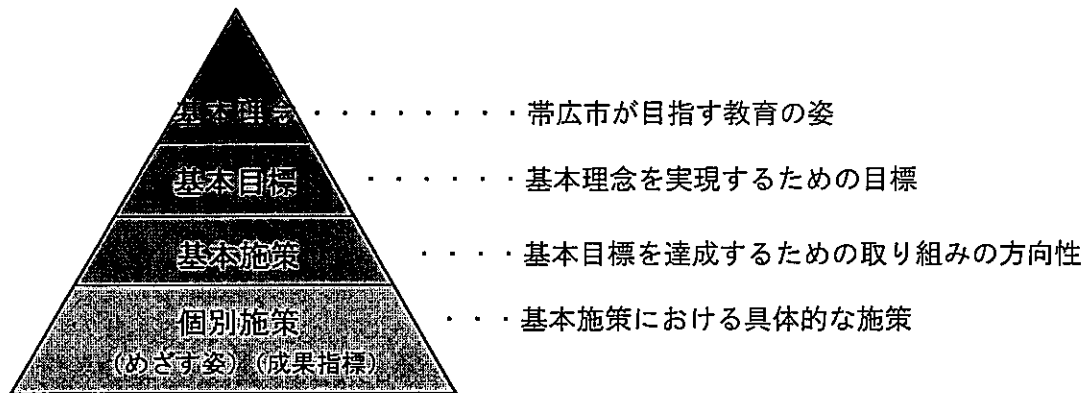 基本理念・・・・・・・・・帯広市が目指す教育の姿
基本目標・・・・・・基本理念を実現するための目標
基本施策・・・・基本目標を達成するための取り組みの方向性
個別施策・・・基本施策における具体的な施策
(めざす姿)(成果指標)